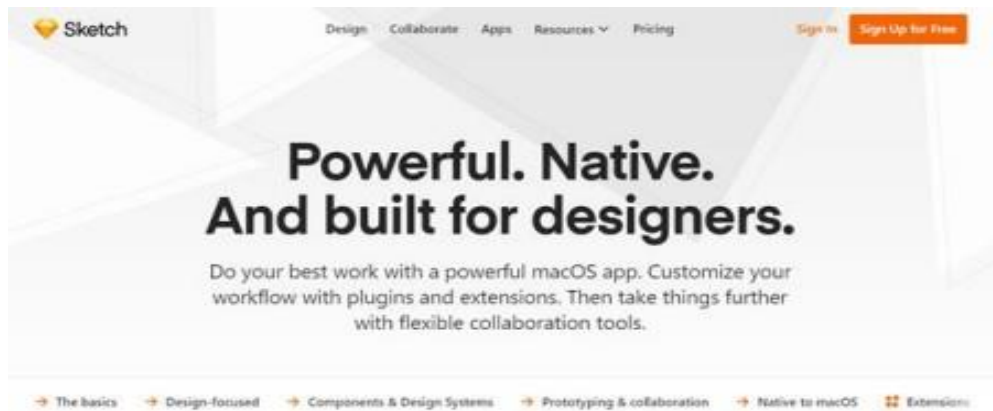 Sketch
Design Collaborate Apps Resources Pricing
Sign In Sign Up for Free
Powerful. Native.
And built for designers.
Do your best work with a powerful macOS app. Customize your
workflow with plugins and extensions. Then take things further
with flexible collaboration tools.
The basics Design-focused Components & Design Systems Prototyping & collaboration Native to macOS Extensions